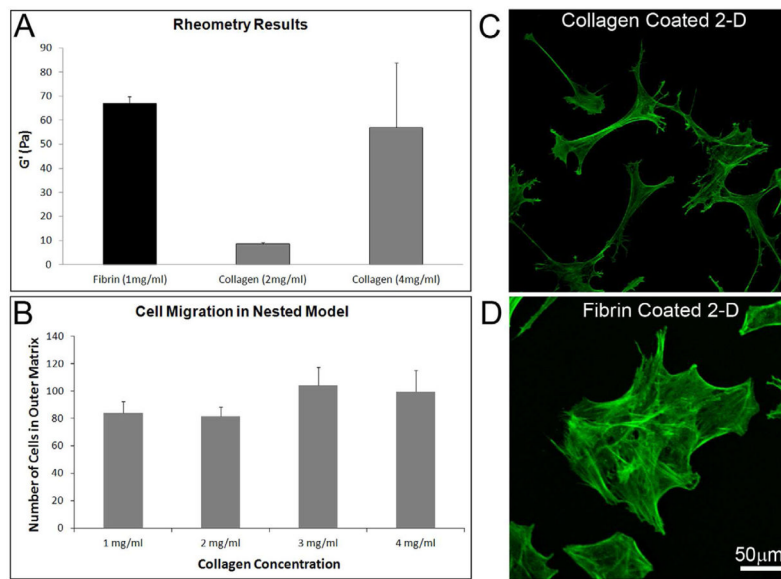 A
Rheometry Results
90
80
70
60
50
40
30
20
10
0
G' (Pa)
Fibrin (1mg/ml) Collagen (2mg/ml) Collagen (4mg/ml)
B
Cell Migration in Nested Model
140
120
100
80
60
40
20
0
Number of Cells in Outer Matrix
1 mg/ml 2 mg/ml 3 mg/ml 4 mg/ml
Collagen Concentration
C
Collagen Coated 2-D
D
Fibrin Coated 2-D
50μm